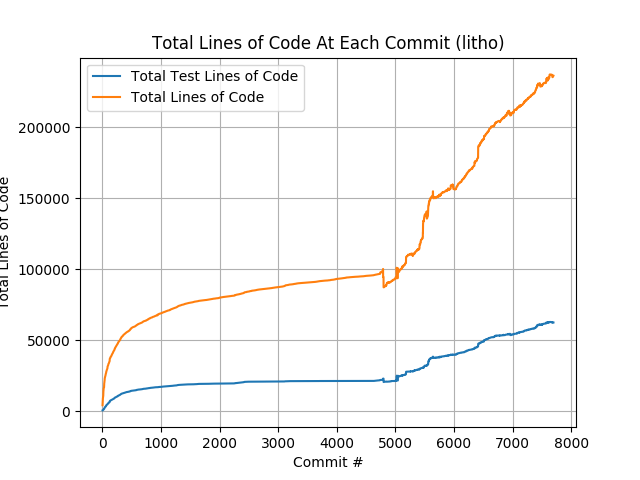 Total Lines of Code At Each Commit (litho)
Total Test Lines of Code
Total Lines of Code
Total Lines of Code
200000
150000
100000
50000
0
0 1000 2000 3000 4000 5000 6000 7000 8000
Commit #